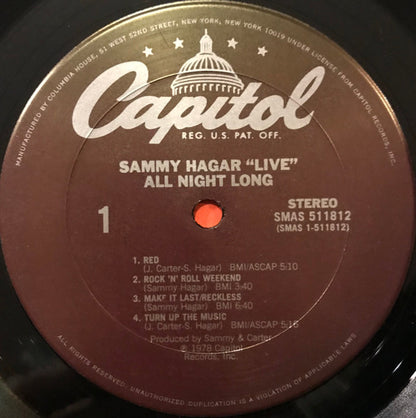 MANUFACTURED BY COLUMBIA HOUSE, 51 WEST 52ND STREET, NEW YORK, NEW YORK 10019 UNDER LICENSE FROM CAPITOL RECORDS, INC.
Capitol
REG. U.S. PAT. OFF.
SAMMY HAGAR "LIVE"
ALL NIGHT LONG
1
STEREO
SMAS 511812
(SMAS 1-511812)
1. RED
(J. Carter-S. Hagar) BMI/ASCAP 5:10
2. ROCK 'N' ROLL WEEKEND
(Sammy Hagar) BMI 3:40
3. MAKE IT LAST/RECKLESS
(Sammy Hagar) BMI 6:40
4. TURN UP THE MUSIC
(J. Carter-S. Hagar) BMI/ASCAP 5:15
Produced by Sammy & Carter
℗ 1978 Capitol
Records, Inc.
ALL RIGHTS RESERVED. UNAUTHORIZED DUPLICATION IS A VIOLATION OF APPLICABLE LAWS.